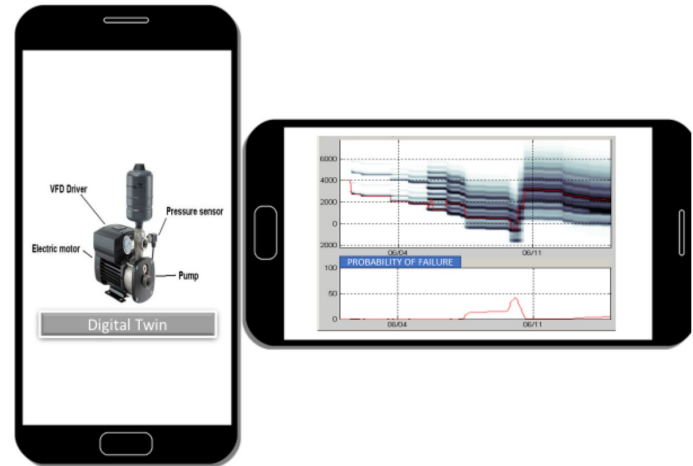 VFD Driver
Pressure sensor
Electric motor
Pump
Digital Twin
6000
4000
2000
0
2000
06/04
06/11
PROBABILITY OF FAILURE
100
50
0
06/04
06/11